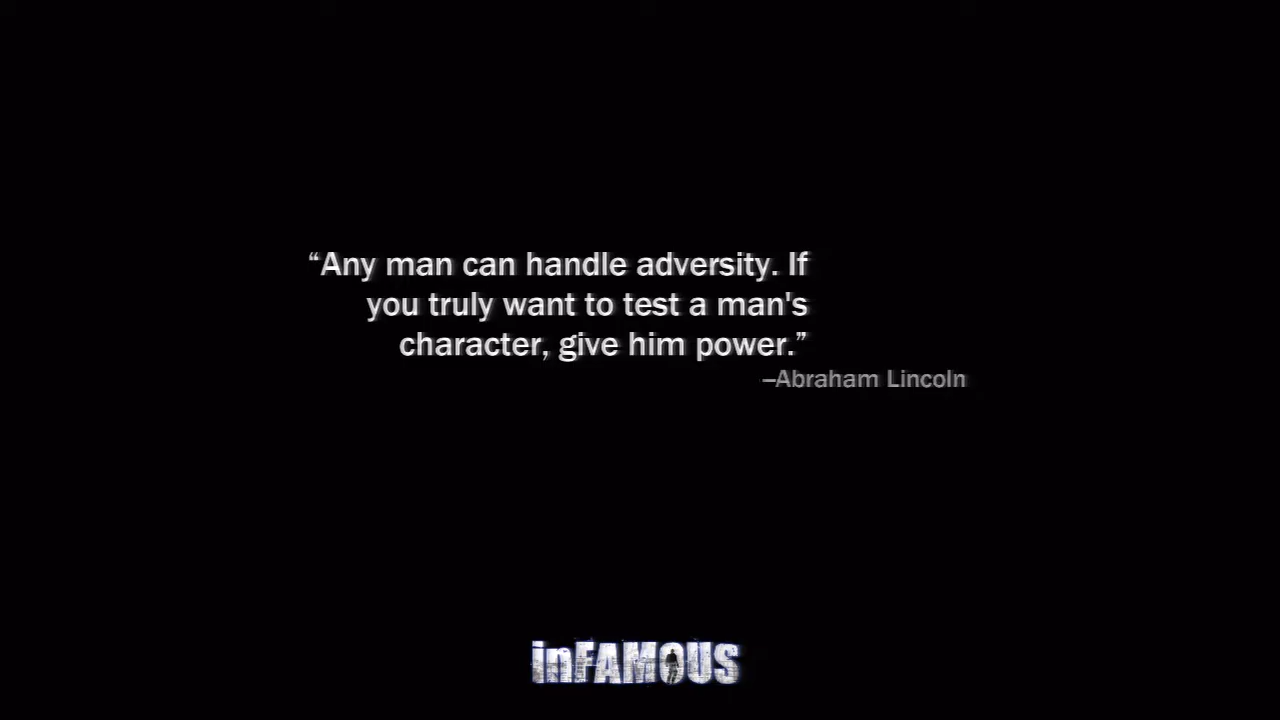 “Any man can handle adversity. If
you truly want to test a man's
character, give him power.”
–Abraham Lincoln
inFAMOUS